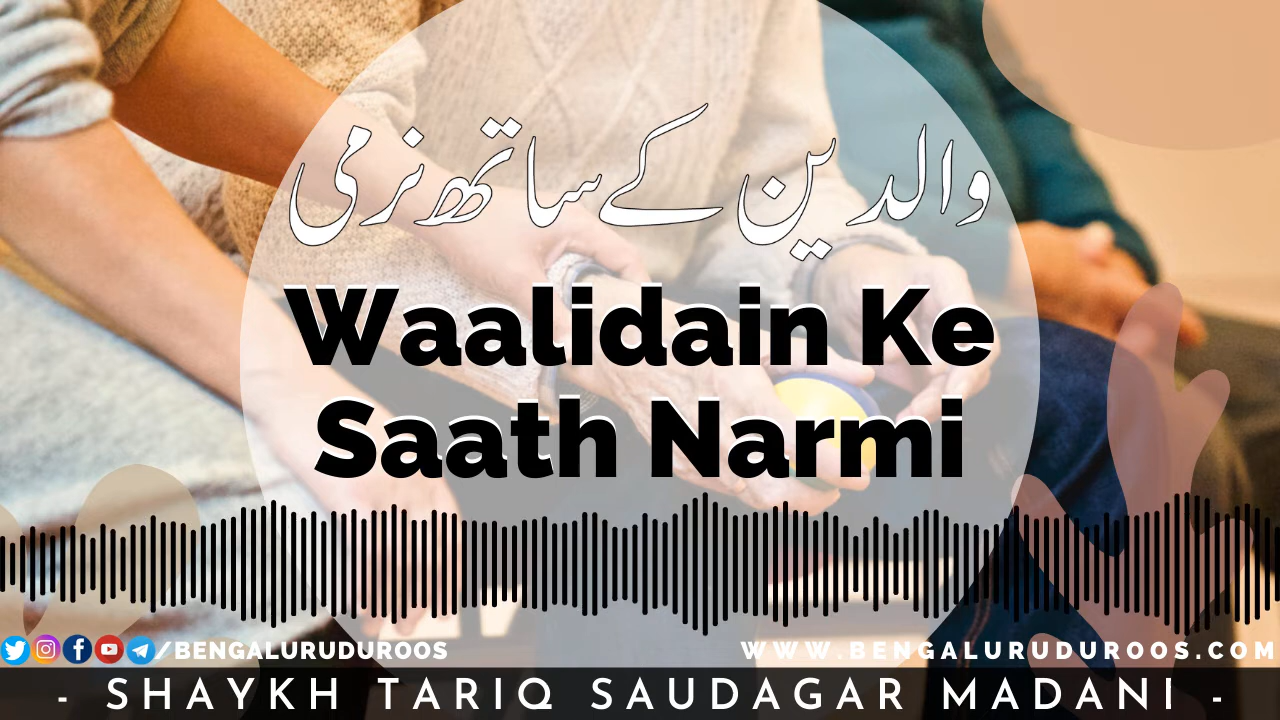 والدین کے ساتھ نرمی
Waalidain Ke
Saath Narmi
/BENGALURUDUROOS
WWW.BENGALURUDUROOS.COM
- SHAYKH TARIQ SAUDAGAR MADANI -